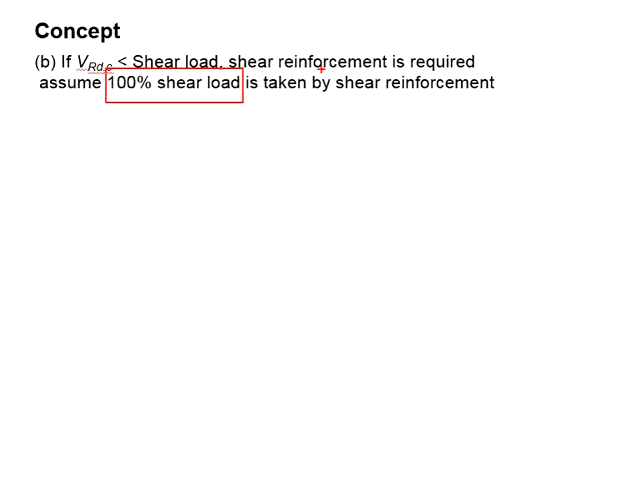 Concept
(b) If VRd,c < Shear load, shear reinforcement is required
assume 100% shear load is taken by shear reinforcement